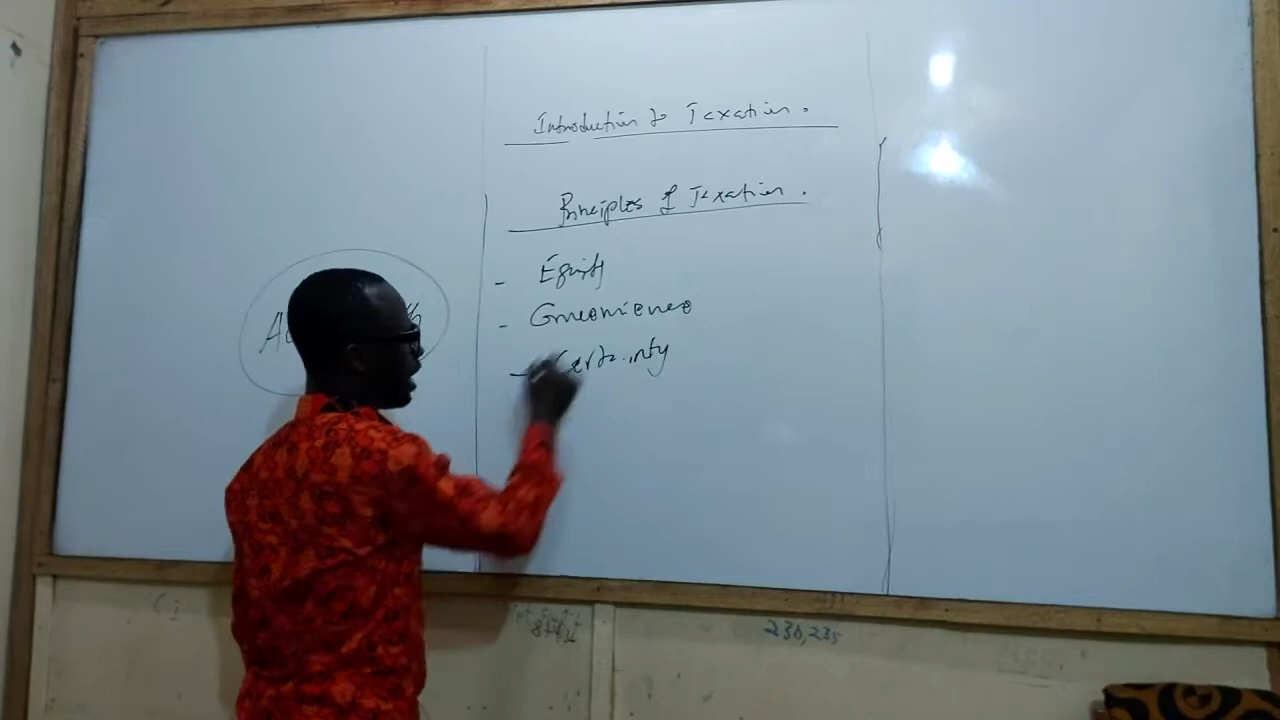 Introduction to Taxation.
Principles of Taxation.
- Equity
- Convenience
- Certainty
230,235